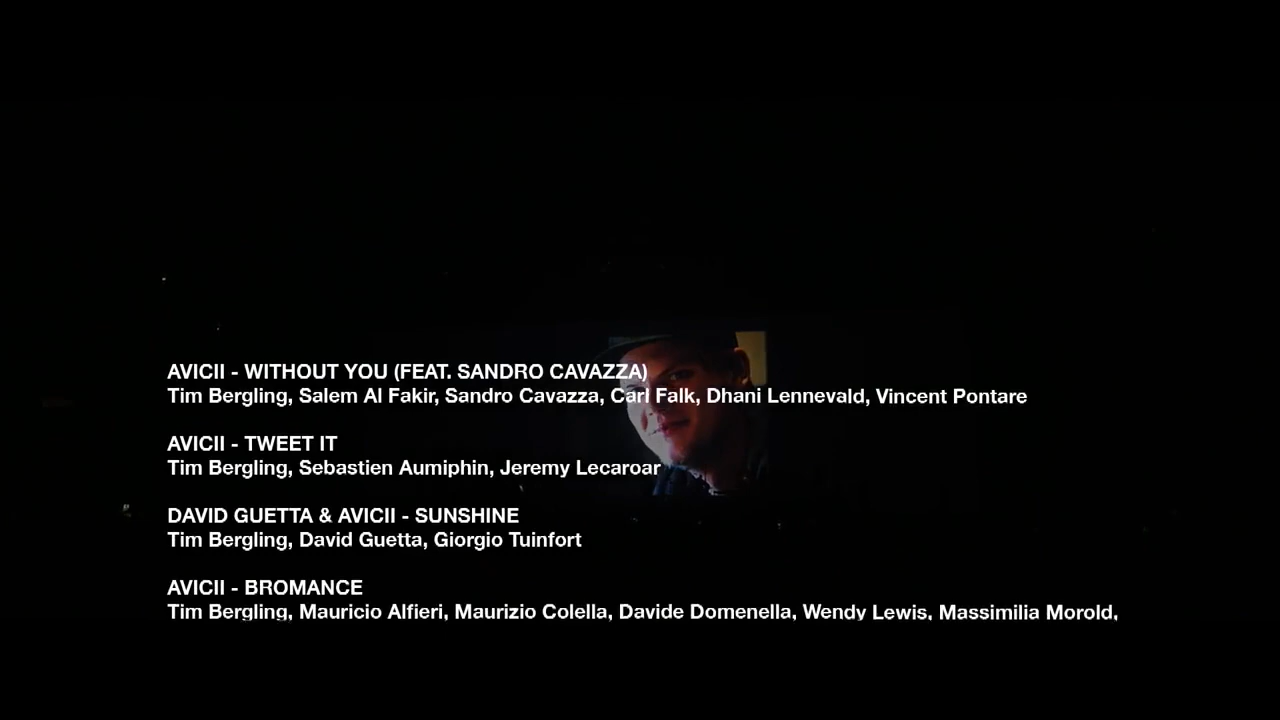 AVICII - WITHOUT YOU (FEAT. SANDRO CAVAZZA)
Tim Bergling, Salem Al Fakir, Sandro Cavazza, Carl Falk, Dhani Lennevald, Vincent Pontare
AVICII - TWEET IT
Tim Bergling, Sebastien Aumiphin, Jeremy Lecaroar
DAVID GUETTA & AVICII - SUNSHINE
Tim Bergling, David Guetta, Giorgio Tuinfort
AVICII - BROMANCE
Tim Bergling, Mauricio Alfieri, Maurizio Colella, Davide Domenella, Wendy Lewis, Massimilia Morold,